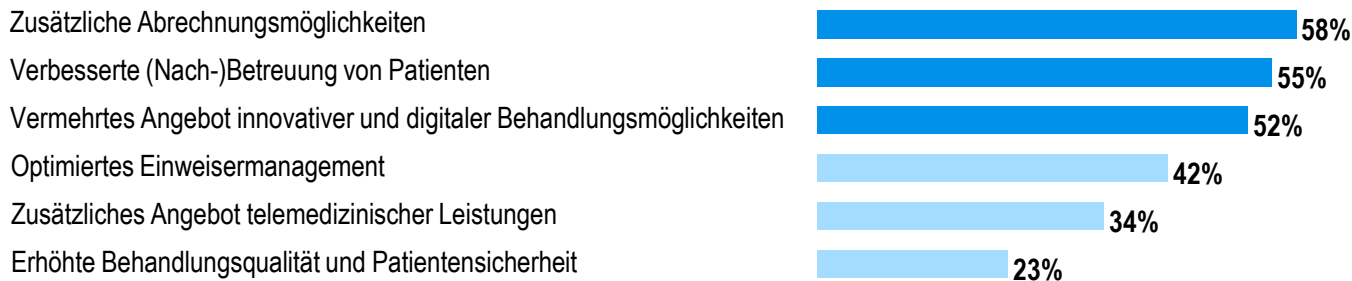 Zusätzliche Abrechnungsmöglichkeiten 58%
Verbesserte (Nach-)Betreuung von Patienten 55%
Vermehrtes Angebot innovativer und digitaler Behandlungsmöglichkeiten 52%
Optimiertes Einweisermanagement 42%
Zusätzliches Angebot telemedizinischer Leistungen 34%
Erhöhte Behandlungsqualität und Patientensicherheit 23%